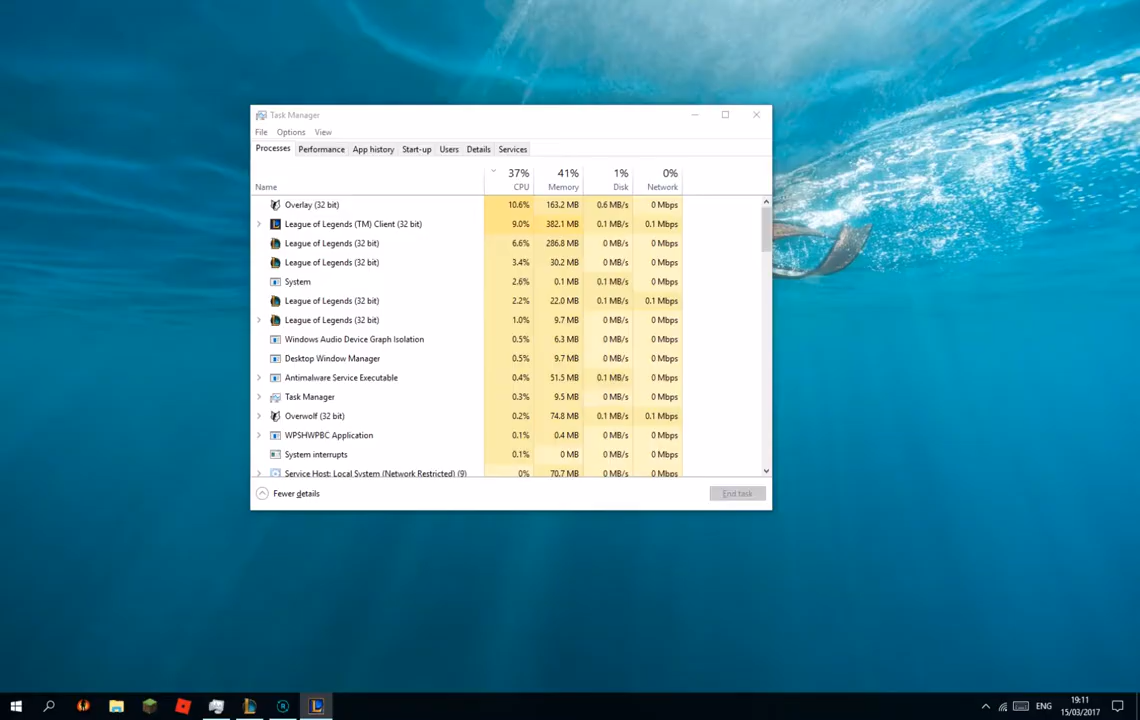 Task Manager
File Options View
Processes Performance App history Start-up Users Details Services
37% 41% 1% 0%
Name CPU Memory Disk Network
Overlay (32 bit) 10.6% 163.2 MB 0.6 MB/s 0 Mbps
League of Legends (TM) Client (32 bit) 9.0% 382.1 MB 0.1 MB/s 0.1 Mbps
League of Legends (32 bit) 6.6% 286.8 MB 0 MB/s 0 Mbps
League of Legends (32 bit) 3.4% 30.2 MB 0 MB/s 0 Mbps
System 2.6% 0.1 MB 0.1 MB/s 0 Mbps
League of Legends (32 bit) 2.2% 22.0 MB 0.1 MB/s 0.1 Mbps
League of Legends (32 bit) 1.0% 9.7 MB 0 MB/s 0 Mbps
Windows Audio Device Graph Isolation 0.5% 6.3 MB 0 MB/s 0 Mbps
Desktop Window Manager 0.5% 9.7 MB 0 MB/s 0 Mbps
Antimalware Service Executable 0.4% 51.5 MB 0.1 MB/s 0 Mbps
Task Manager 0.3% 9.5 MB 0 MB/s 0 Mbps
Overwolf (32 bit) 0.2% 74.8 MB 0.1 MB/s 0.1 Mbps
WPSHWPBC Application 0.1% 0.4 MB 0 MB/s 0 Mbps
System interrupts 0.1% 0 MB 0 MB/s 0 Mbps
Service Host: Local System (Network Restricted) (9) 0% 70.7 MB 0 MB/s 0 Mbps
Fewer details End task
ENG 19:11
15/03/2017